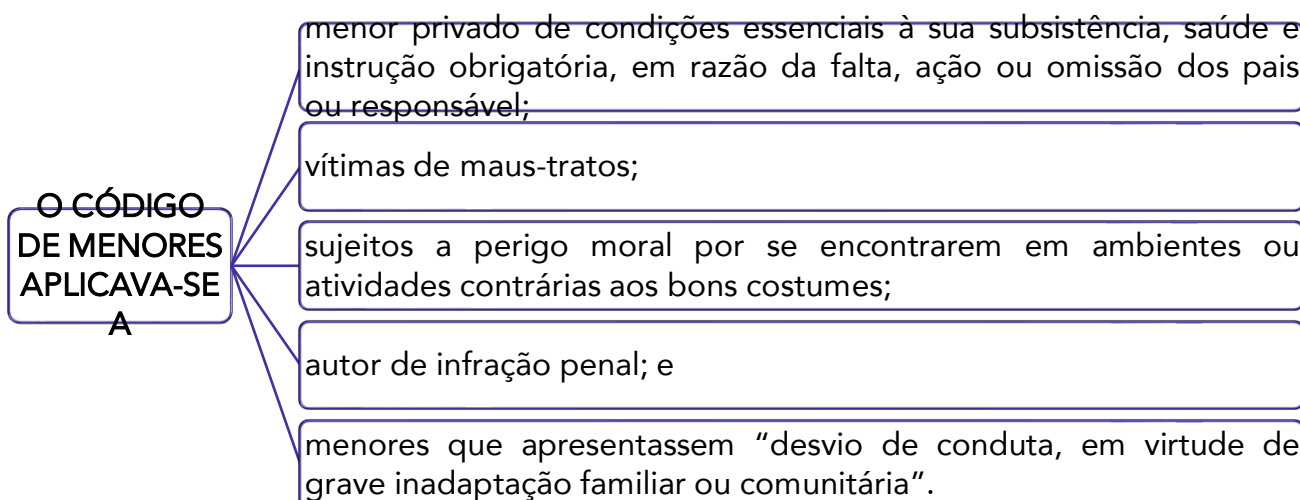 O CÓDIGO
DE MENORES
APLICAVA-SE
A
menor privado de condições essenciais à sua subsistência, saúde e
instrução obrigatória, em razão da falta, ação ou omissão dos pais
ou responsável;
vítimas de maus-tratos;
sujeitos a perigo moral por se encontrarem em ambientes ou
atividades contrárias aos bons costumes;
autor de infração penal; e
menores que apresentassem “desvio de conduta, em virtude de
grave inadaptação familiar ou comunitária”.